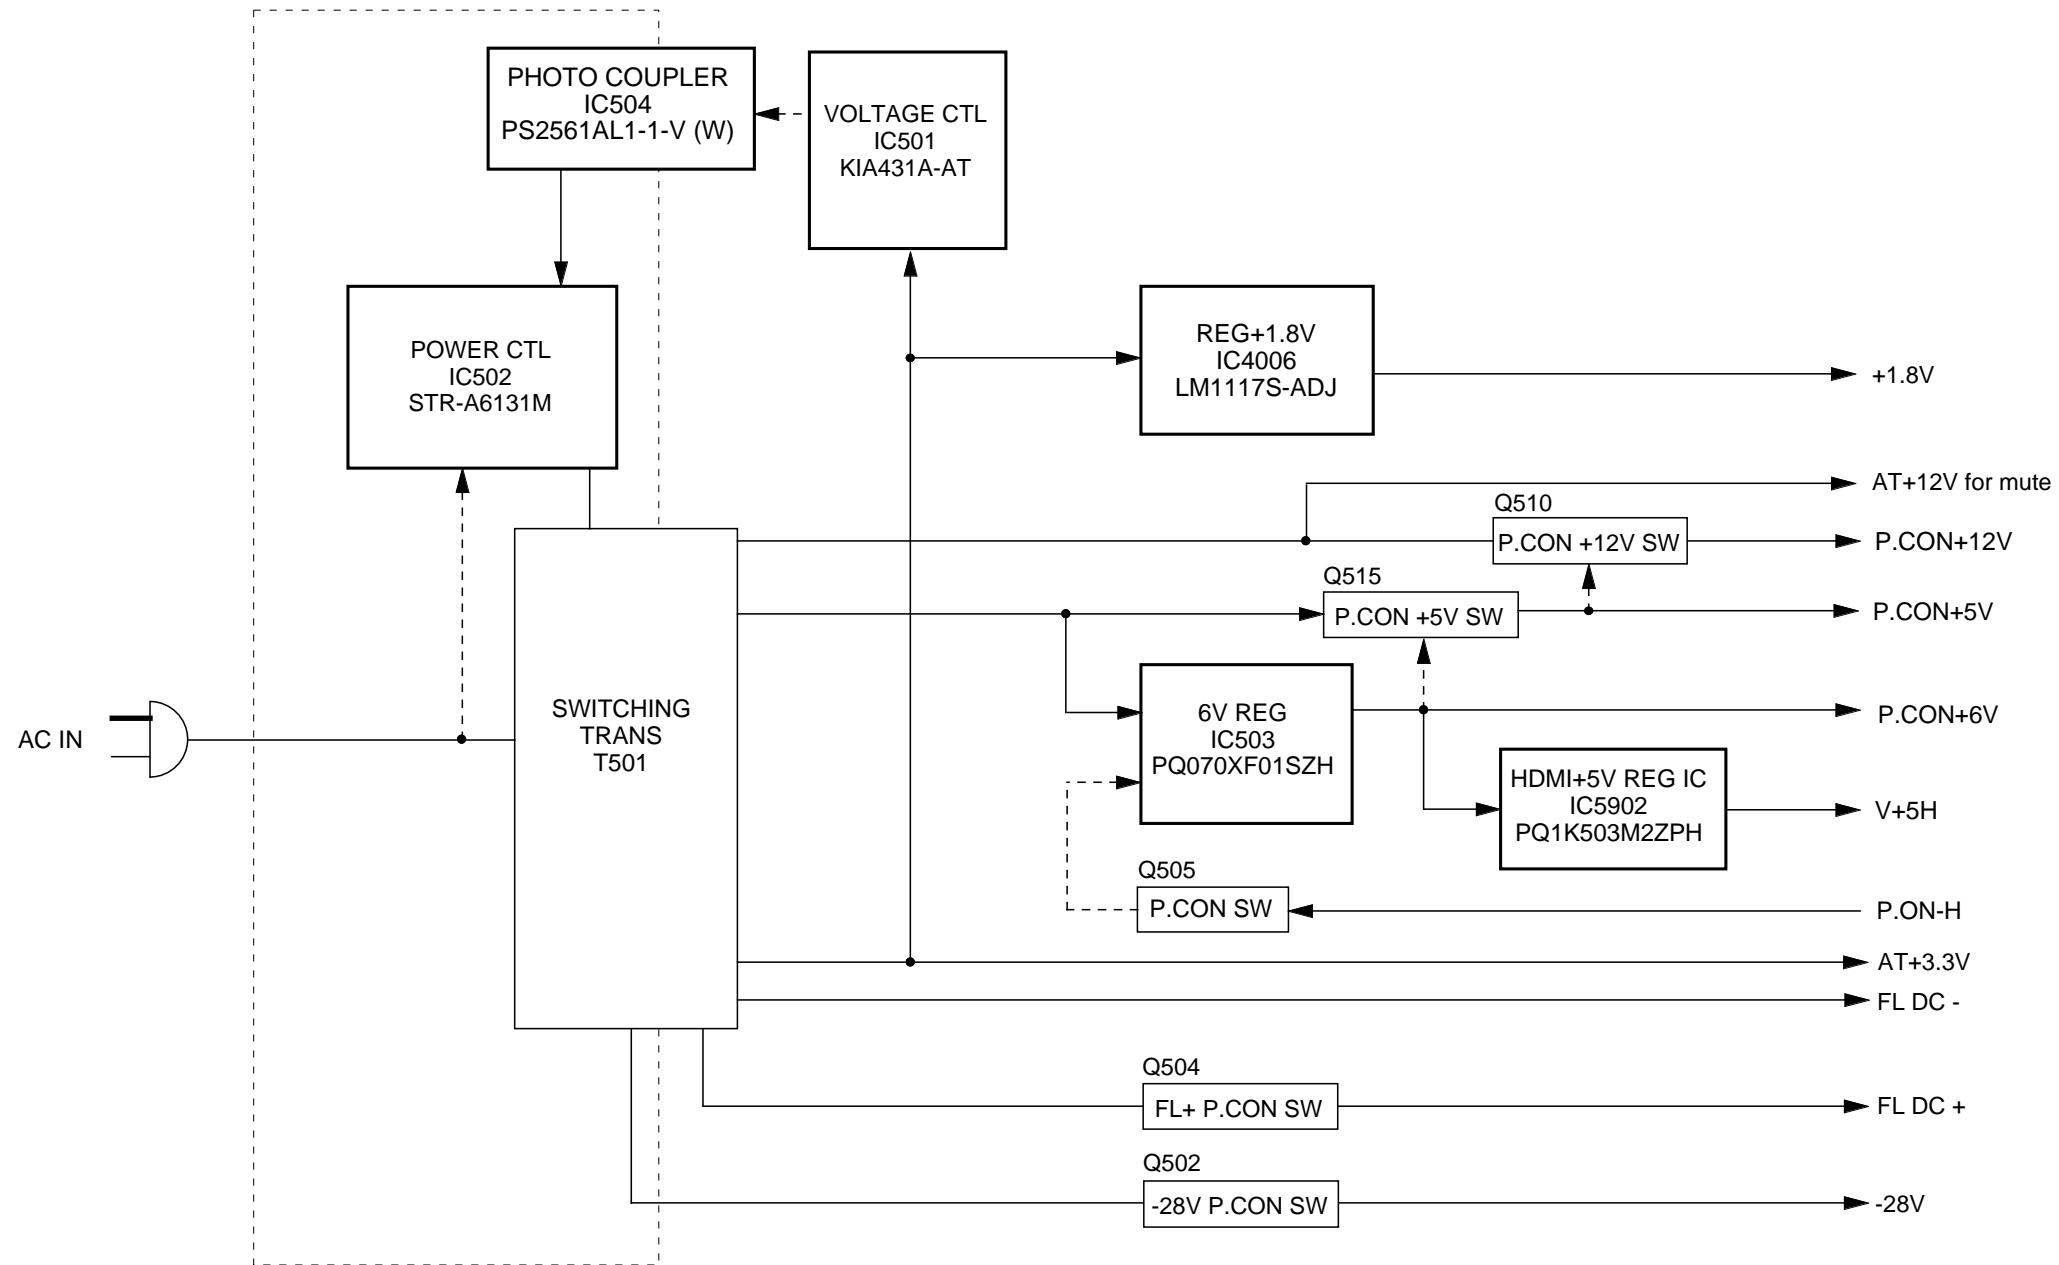 PHOTO COUPLER
IC504
PS2561AL1-1-V (W)
VOLTAGE CTL
IC501
KIA431A-AT
POWER CTL
IC502
STR-A6131M
REG+1.8V
IC4006
LM1117S-ADJ
+1.8V
AT+12V for mute
Q510
P.CON +12V SW
P.CON+12V
Q515
P.CON +5V SW
P.CON+5V
AC IN
SWITCHING
TRANS
T501
6V REG
IC503
PQ070XF01SZH
P.CON+6V
HDMI+5V REG IC
IC5902
PQ1K503M2ZPH
V+5H
Q505
P.CON SW
P.ON-H
AT+3.3V
FL DC -
Q504
FL+ P.CON SW
FL DC +
Q502
-28V P.CON SW
-28V